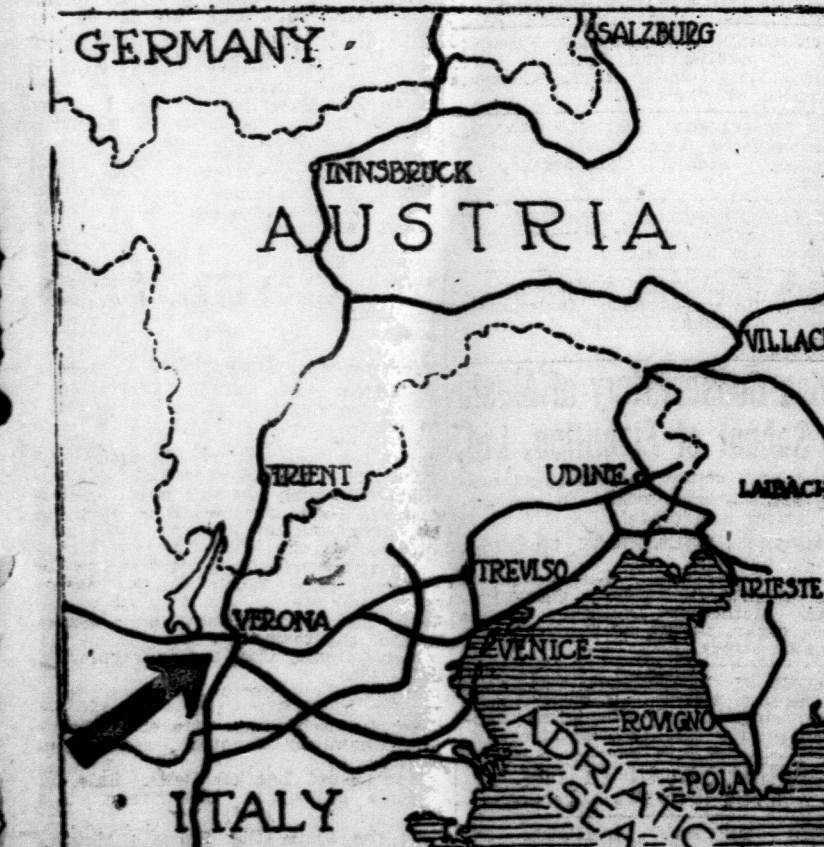 GERMANY
SALZBURG
INNSBRUCK
AUSTRIA
VILLAC
TRIENT
UDINE
LAIBACH
TREVISO
TRIESTE
VERONA
VENICE
ROVIGNO
ADRIATIC
SEA
POLA
ITALY